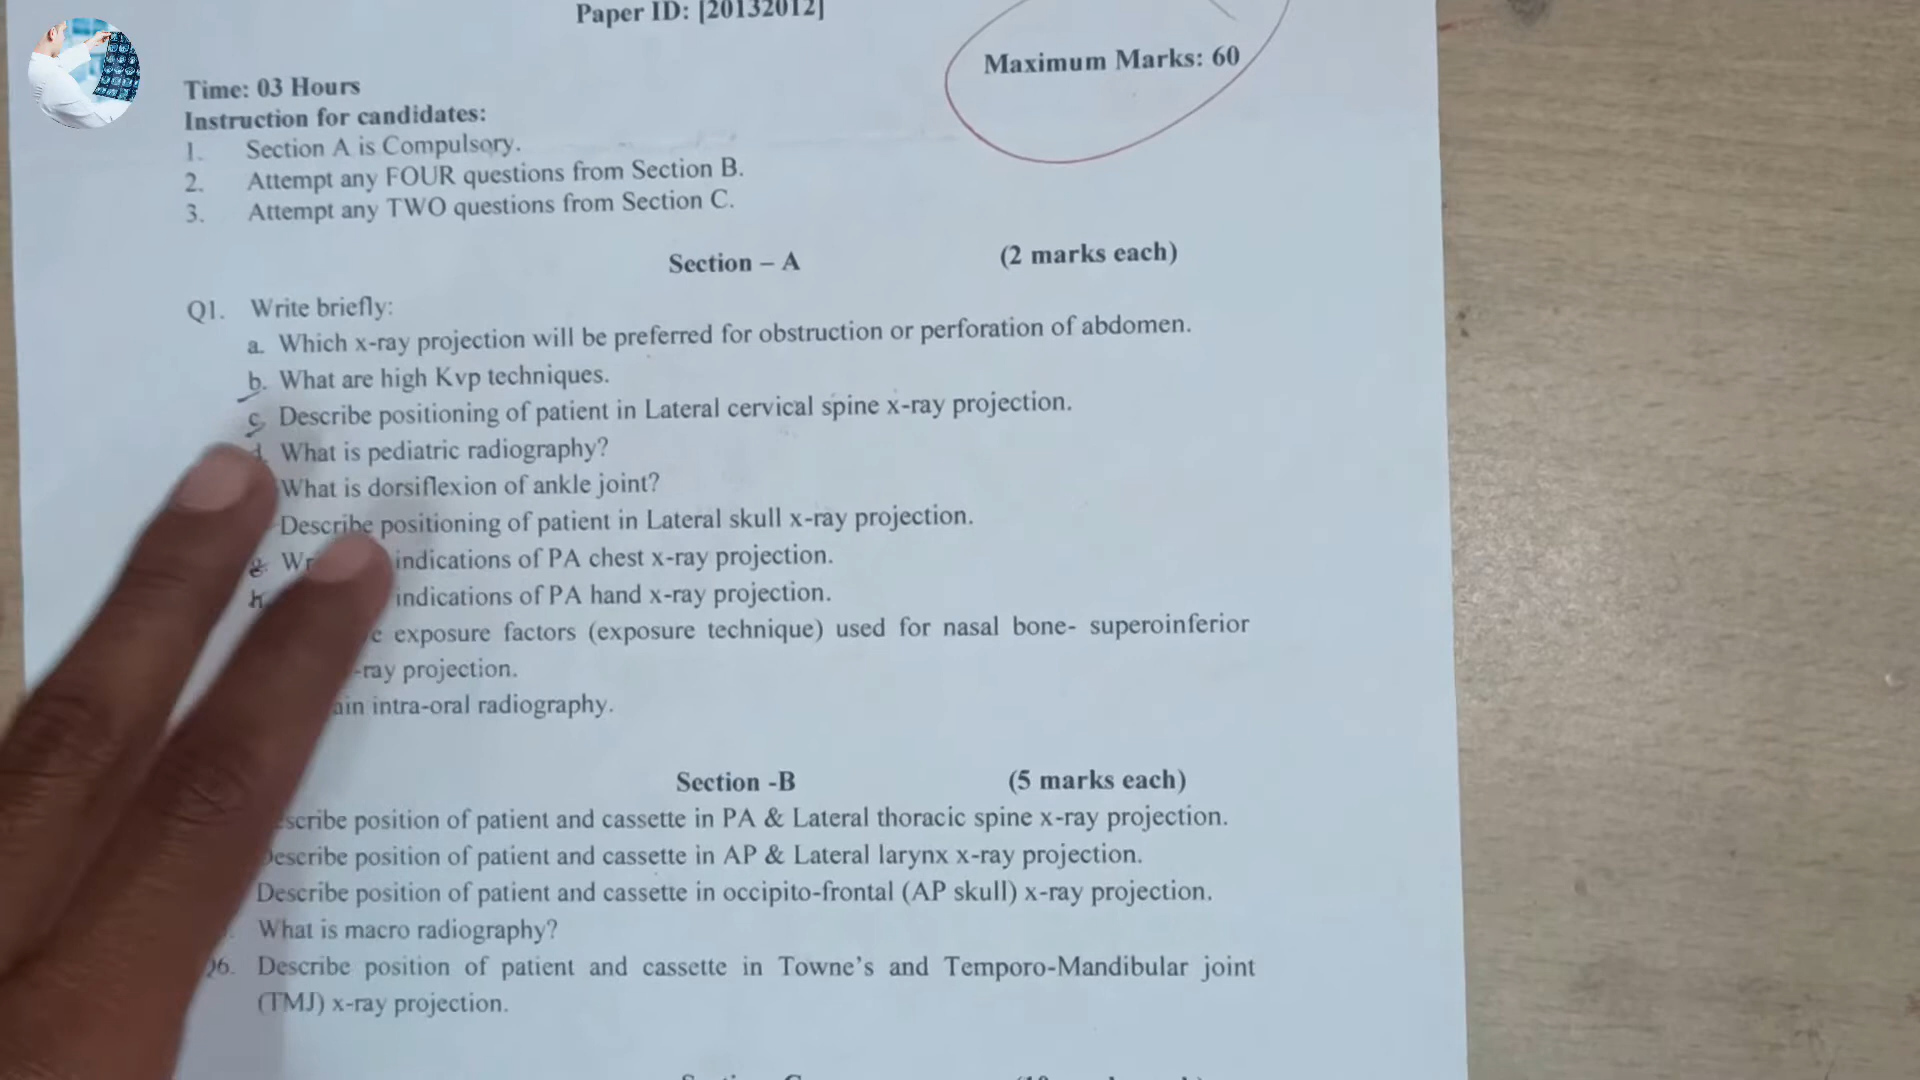 Paper ID: [20132012]
Maximum Marks: 60
Time: 03 Hours
Instruction for candidates:
1. Section A is Compulsory.
2. Attempt any FOUR questions from Section B.
3. Attempt any TWO questions from Section C.
Section – A (2 marks each)
Q1. Write briefly:
a. Which x-ray projection will be preferred for obstruction or perforation of abdomen.
b. What are high Kvp techniques.
c. Describe positioning of patient in Lateral cervical spine x-ray projection.
d. What is pediatric radiography?
What is dorsiflexion of ankle joint?
Describe positioning of patient in Lateral skull x-ray projection.
g. indications of PA chest x-ray projection.
h. indications of PA hand x-ray projection.
exposure factors (exposure technique) used for nasal bone- superoinferior
-ray projection.
intra-oral radiography.
Section -B (5 marks each)
scribe position of patient and cassette in PA & Lateral thoracic spine x-ray projection.
Describe position of patient and cassette in AP & Lateral larynx x-ray projection.
Describe position of patient and cassette in occipito-frontal (AP skull) x-ray projection.
What is macro radiography?
Q6. Describe position of patient and cassette in Towne's and Temporo-Mandibular joint
(TMJ) x-ray projection.